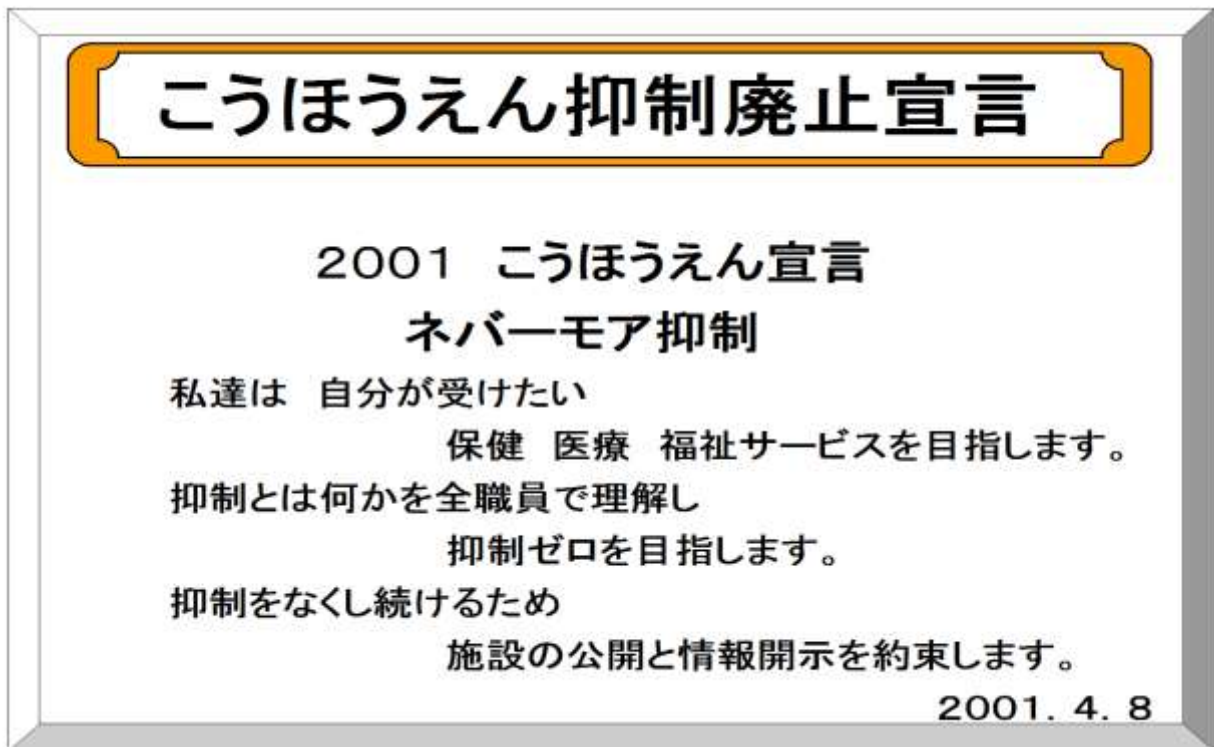 こうほうえん抑制廃止宣言
2001 こうほうえん宣言
ネバーモア抑制
私達は 自分が受けたい
保健 医療 福祉サービスを目指します。
抑制とは何かを全職員で理解し
抑制ゼロを目指します。
抑制をなくし続けるため
施設の公開と情報開示を約束します。
2001. 4. 8